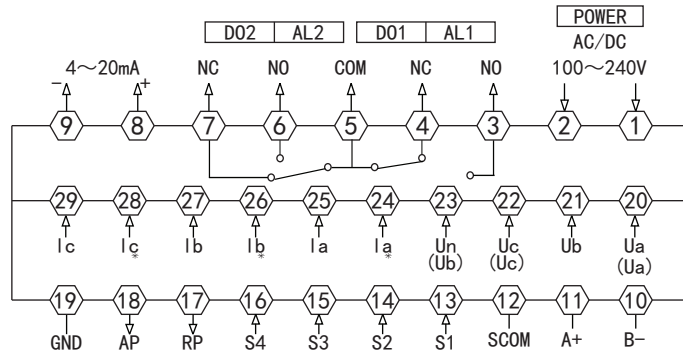 POWER
DO2 AL2 DO1 AL1
AC/DC
- 4～20mA + NC NO COM NC NO 100～240V
9 8 7 6 5 4 3 2 1
29 28 27 26 25 24 23 22 21 20
Ic Ic* Ib Ib* Ia Ia* Un Uc Ub Ua
(Ub) (Uc) (Ua)
19 18 17 16 15 14 13 12 11 10
GND AP RP S4 S3 S2 S1 SCOM A+ B-